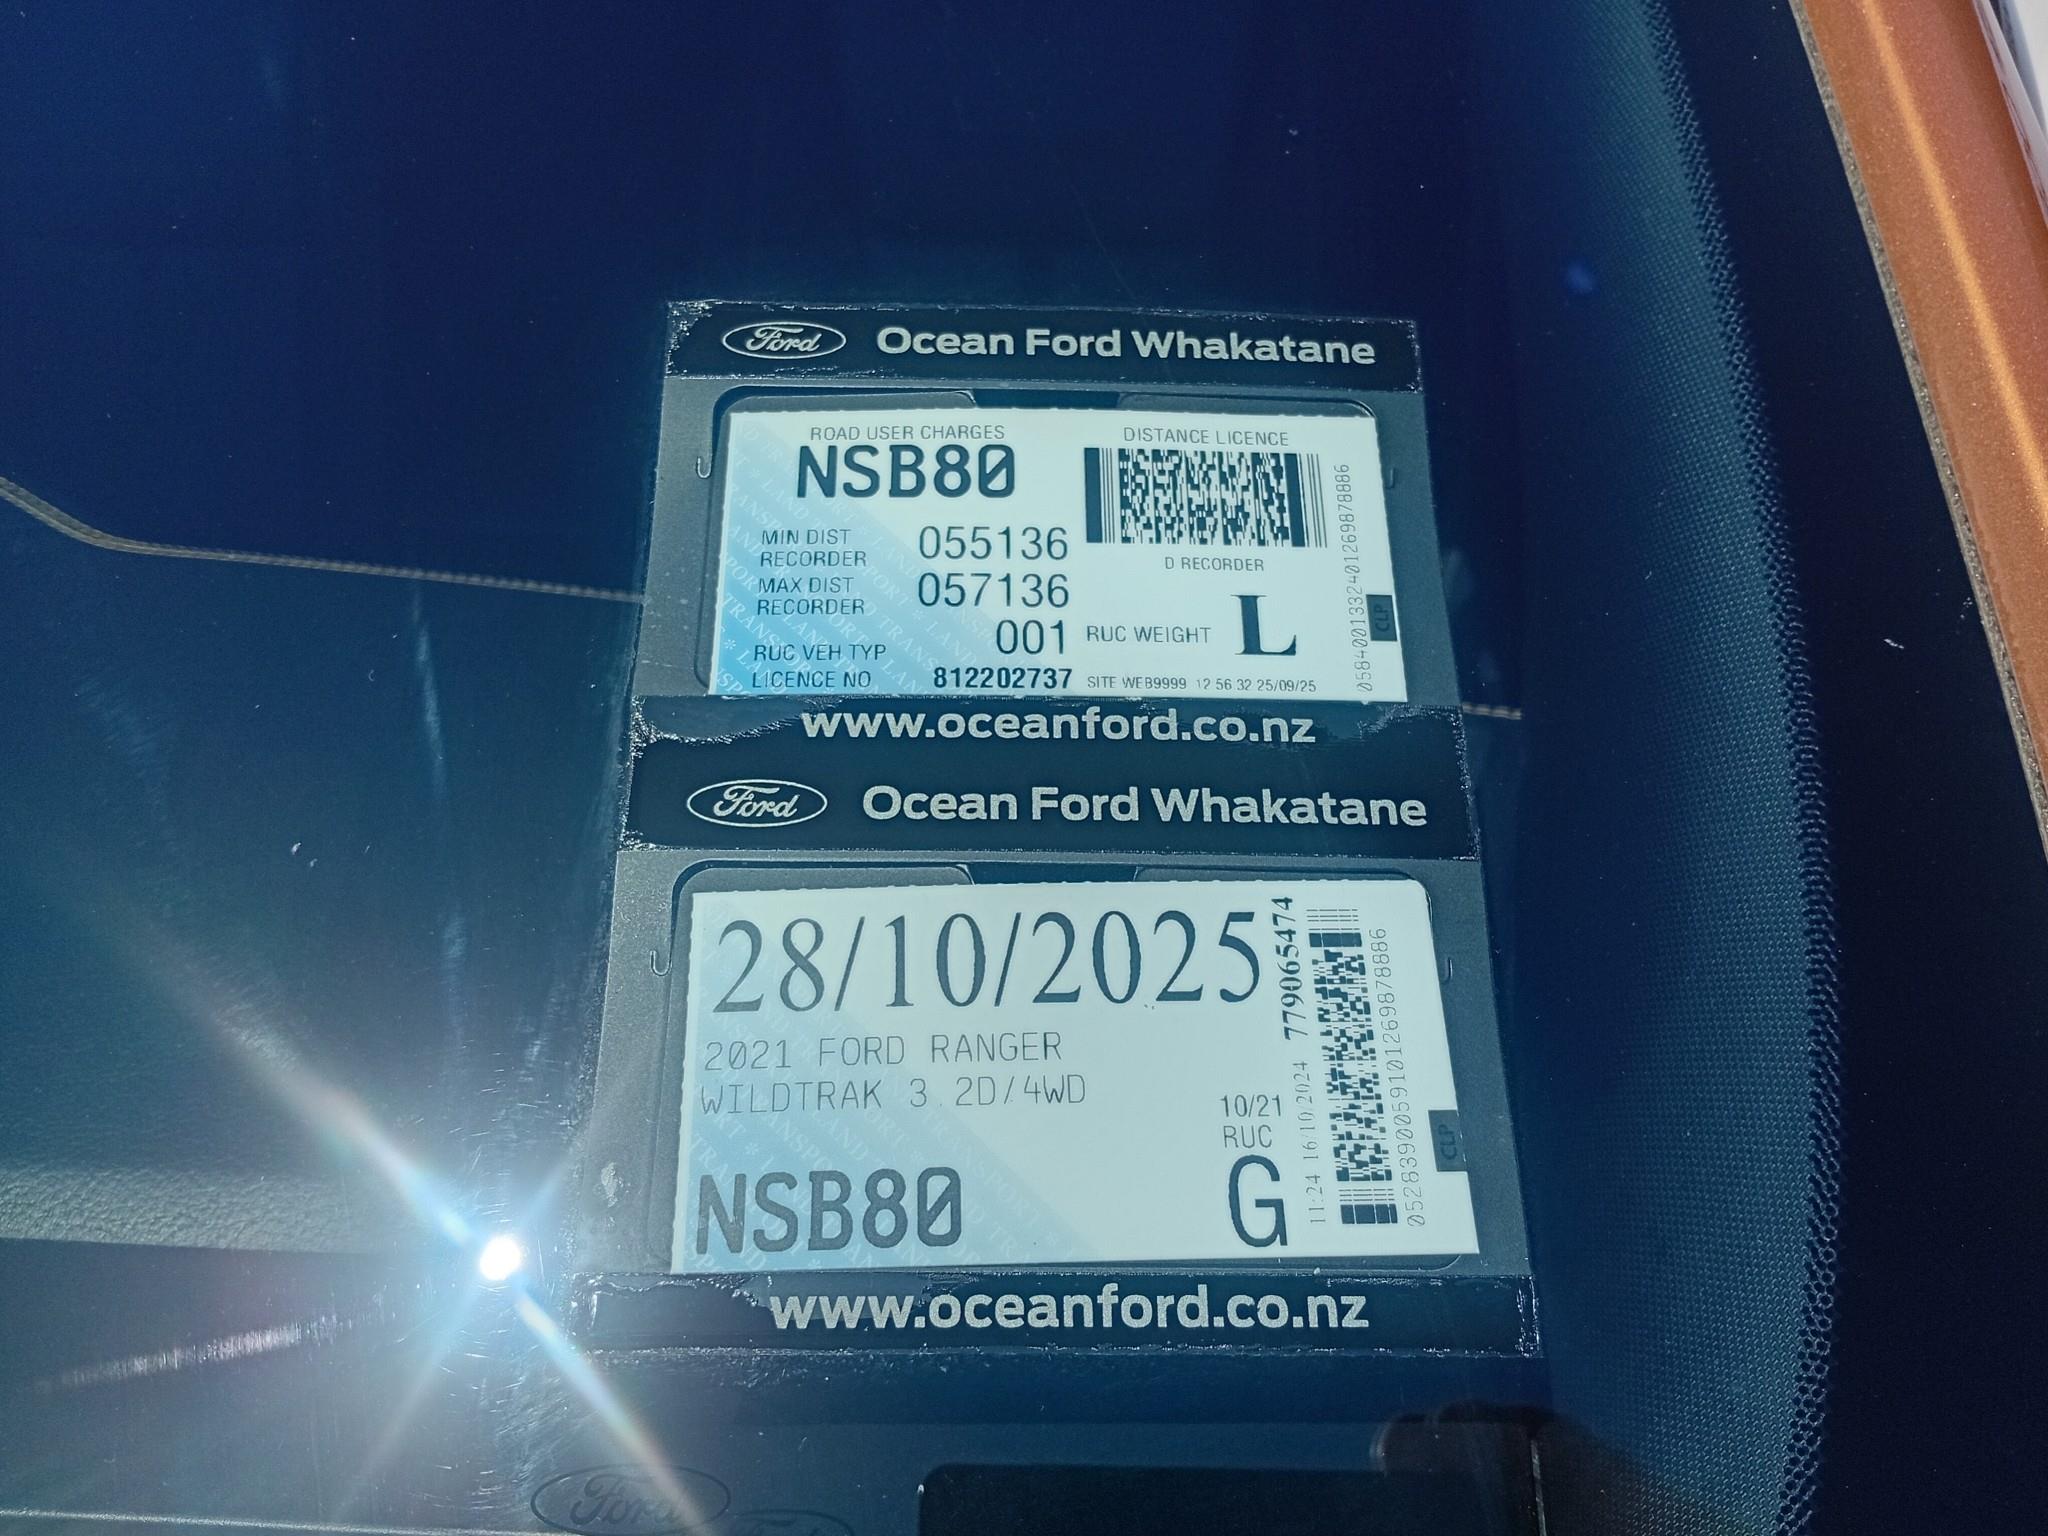 Ford Ocean Ford Whakatane
ROAD USER CHARGES
NSB80
DISTANCE LICENCE
MIN DIST RECORDER 055136
D RECORDER
MAX DIST RECORDER 057136
RUC VEH TYP 001
RUC WEIGHT L
LICENCE NO 812202737
SITE WEB9999 12 56 32 25/09/25
0584001332401269878886
CLP
www.oceanford.co.nz
Ford Ocean Ford Whakatane
28/10/2025
2021 FORD RANGER
WILDTRAK 3.2D/4WD
NSB80
10/21
RUC
G
11:24 16/10/2024 779065474
0528390059101269878886
CLP
www.oceanford.co.nz
Ford